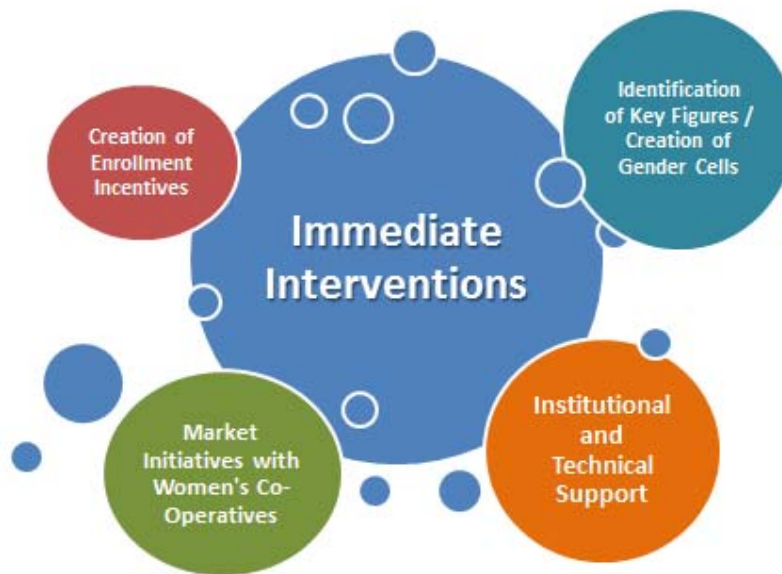 Creation of
Enrollment
Incentives
Identification
of Key Figures /
Creation of
Gender Cells
Immediate
Interventions
Market
Initiatives with
Women's Co-
Operatives
Institutional
and
Technical
Support